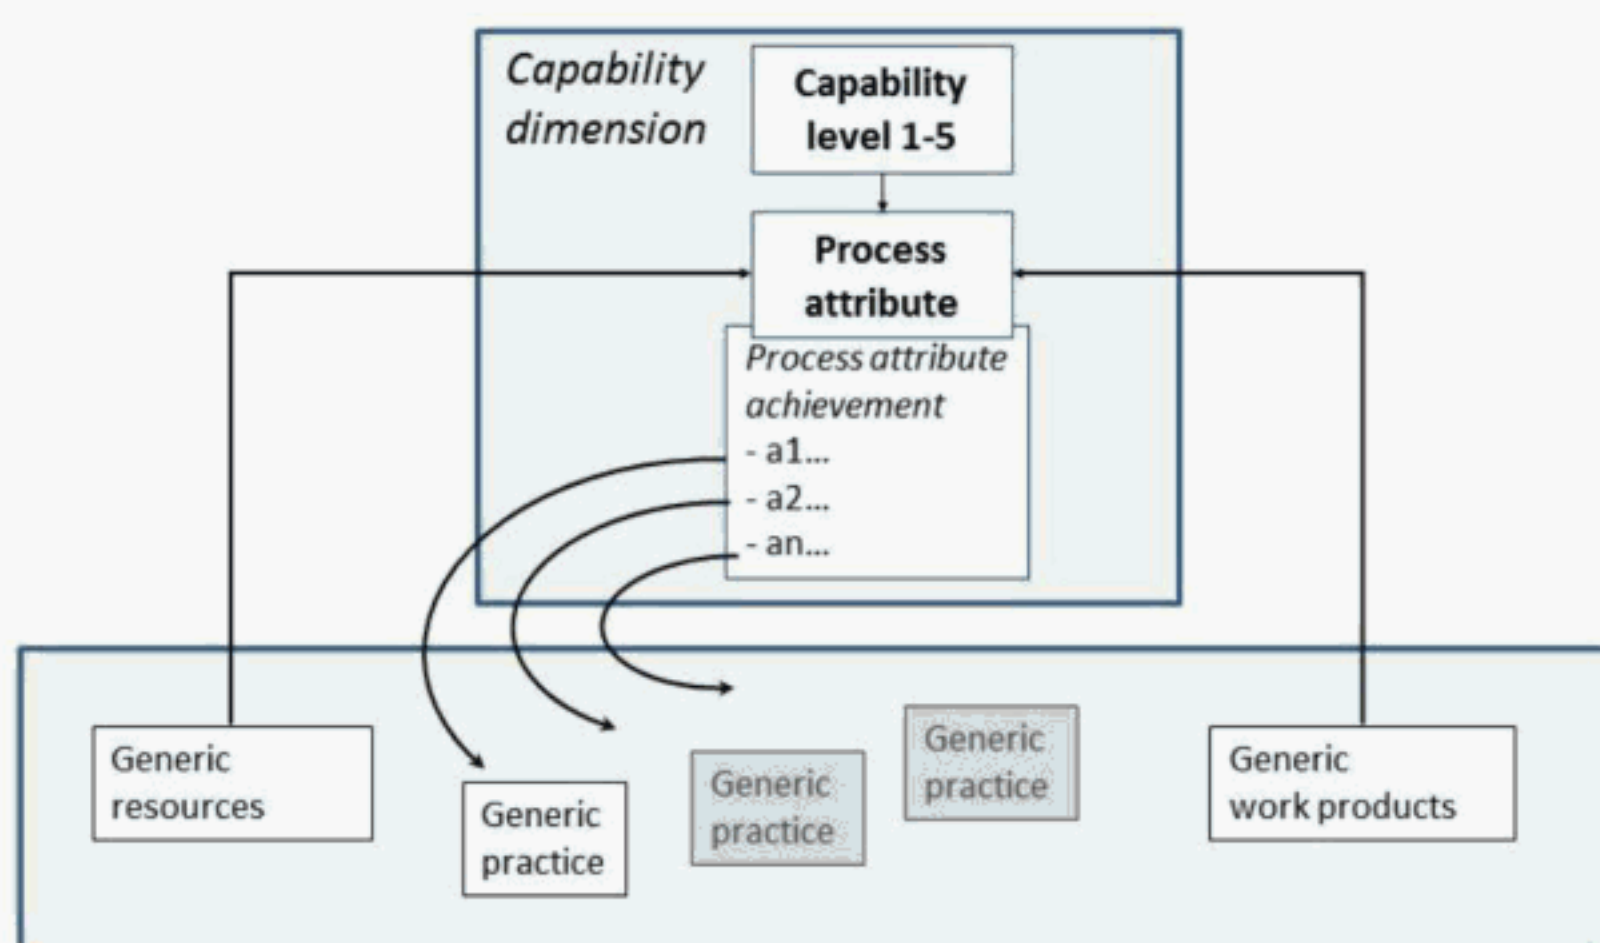 Capability
dimension
Capability
level 1-5
Process
attribute
Process attribute
achievement
- a1...
- a2...
- an...
Generic
resources
Generic
practice
Generic
practice
Generic
practice
Generic
work products